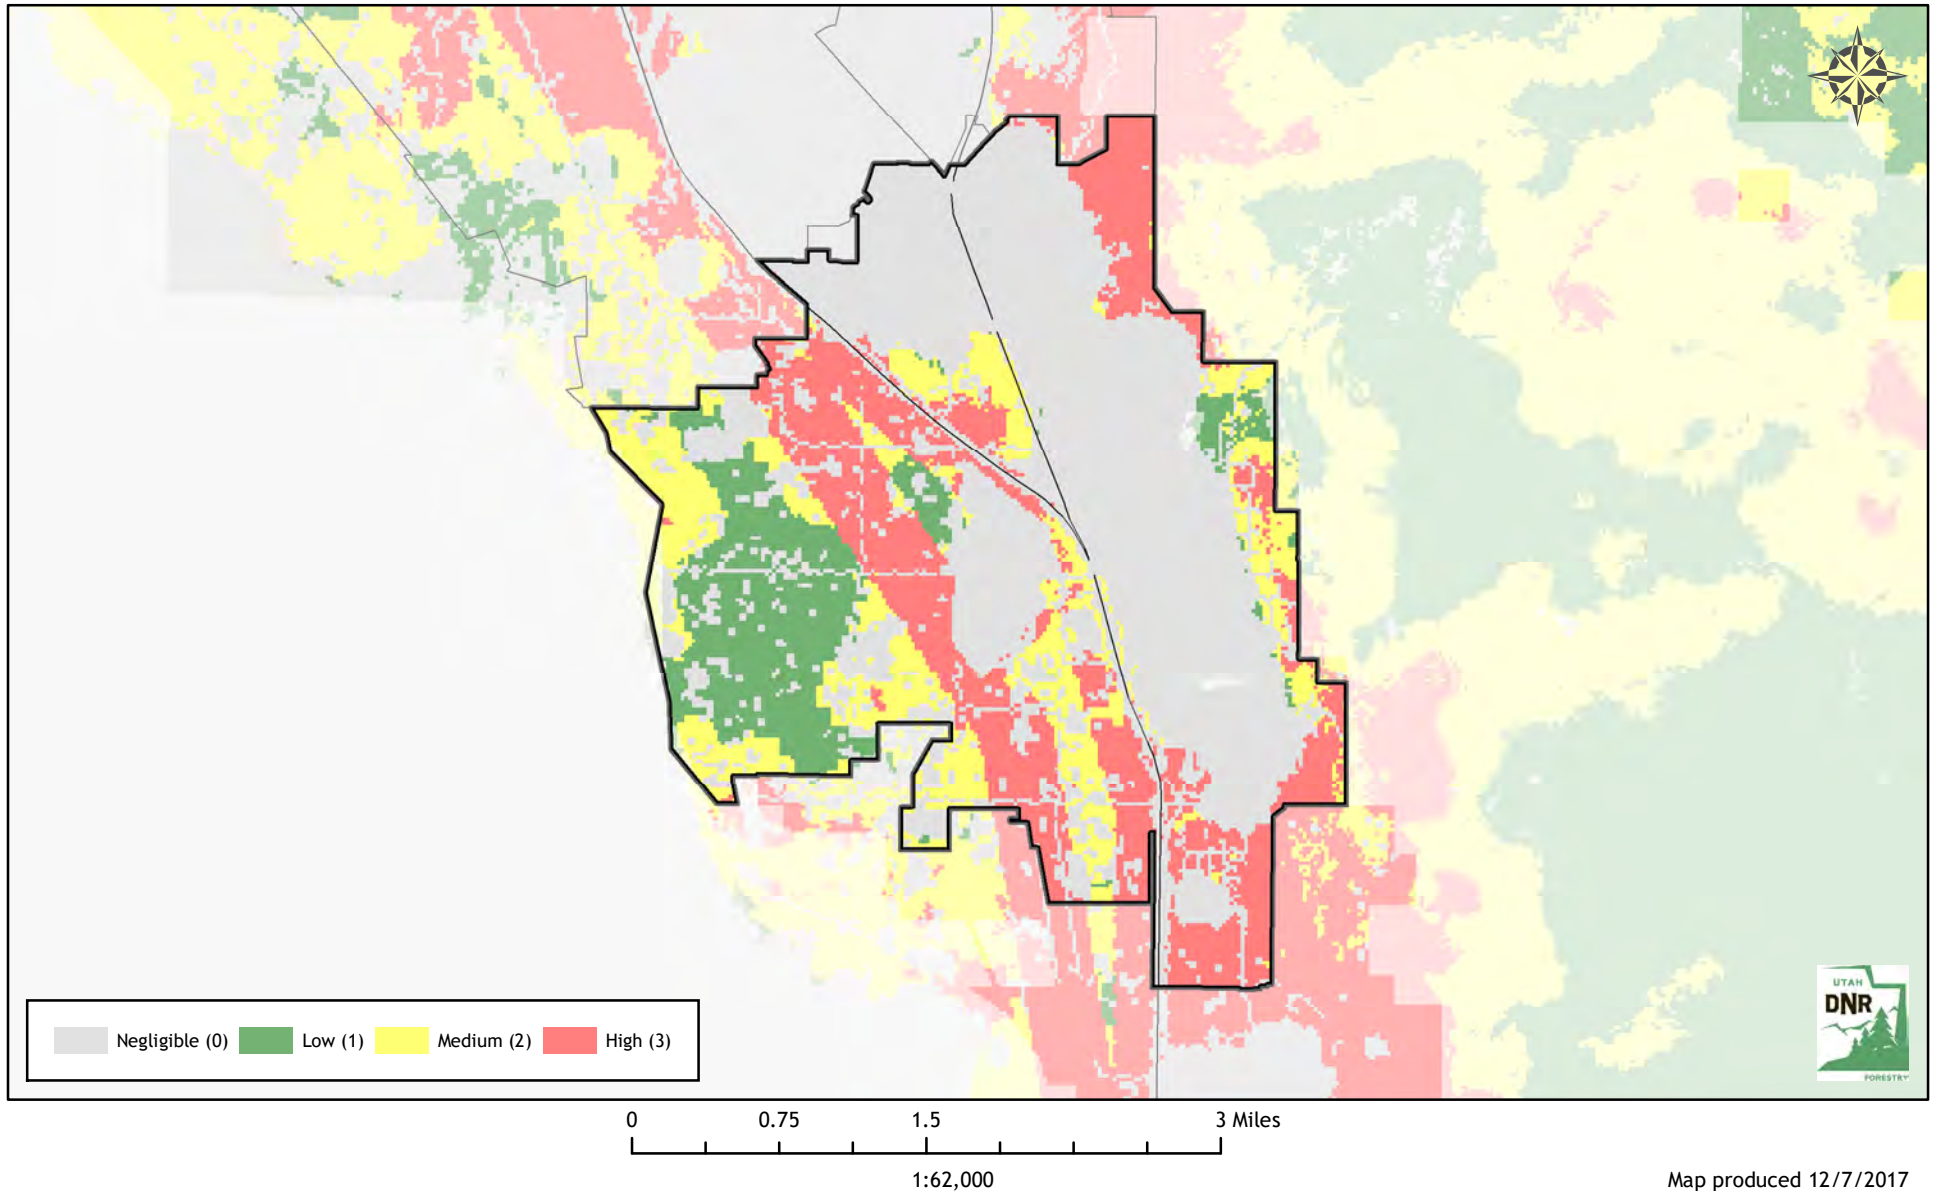 UTAH
DNR
FORESTRY
Negligible (0) Low (1) Medium (2) High (3)
0 0.75 1.5 3 Miles
1:62,000
Map produced 12/7/2017